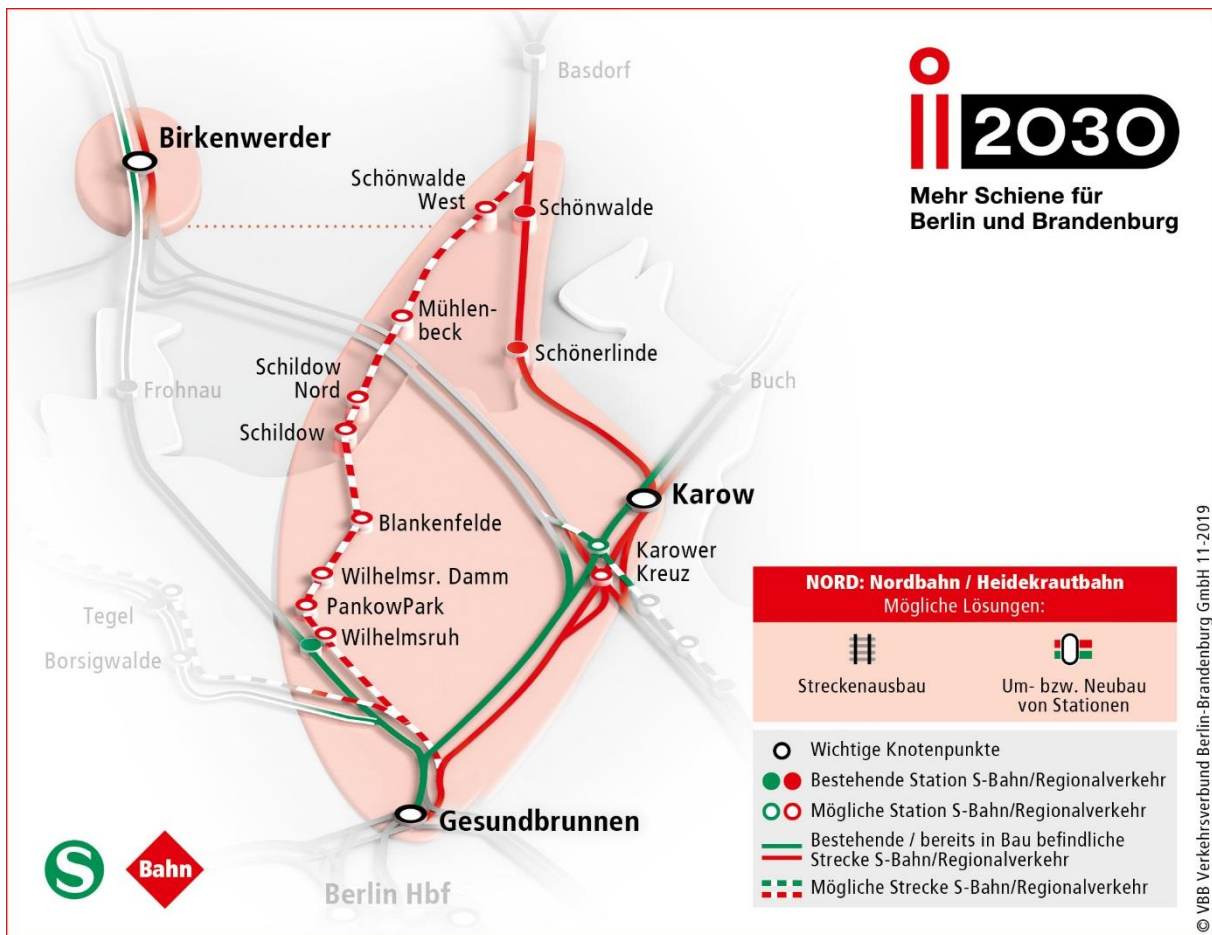 Basdorf
Birkenwerder
i2030
Mehr Schiene für
Berlin und Brandenburg
Schönwalde
West
Schönwalde
Mühlen-
beck
Schönerlinde
Schildow
Nord
Frohnau
Buch
Schildow
Karow
Blankenfelde
Karower
Kreuz
Wilhelmsr. Damm
PankowPark
Tegel
Wilhelmsruh
Borsigwalde
Gesundbrunnen
Berlin Hbf
S
Bahn
NORD: Nordbahn / Heidekrautbahn
Mögliche Lösungen:
Streckenausbau
Um- bzw. Neubau
von Stationen
Wichtige Knotenpunkte
Bestehende Station S-Bahn/Regionalverkehr
Mögliche Station S-Bahn/Regionalverkehr
Bestehende / bereits in Bau befindliche
Strecke S-Bahn/Regionalverkehr
Mögliche Strecke S-Bahn/Regionalverkehr
© VBB Verkehrsverbund Berlin-Brandenburg GmbH 11-2019